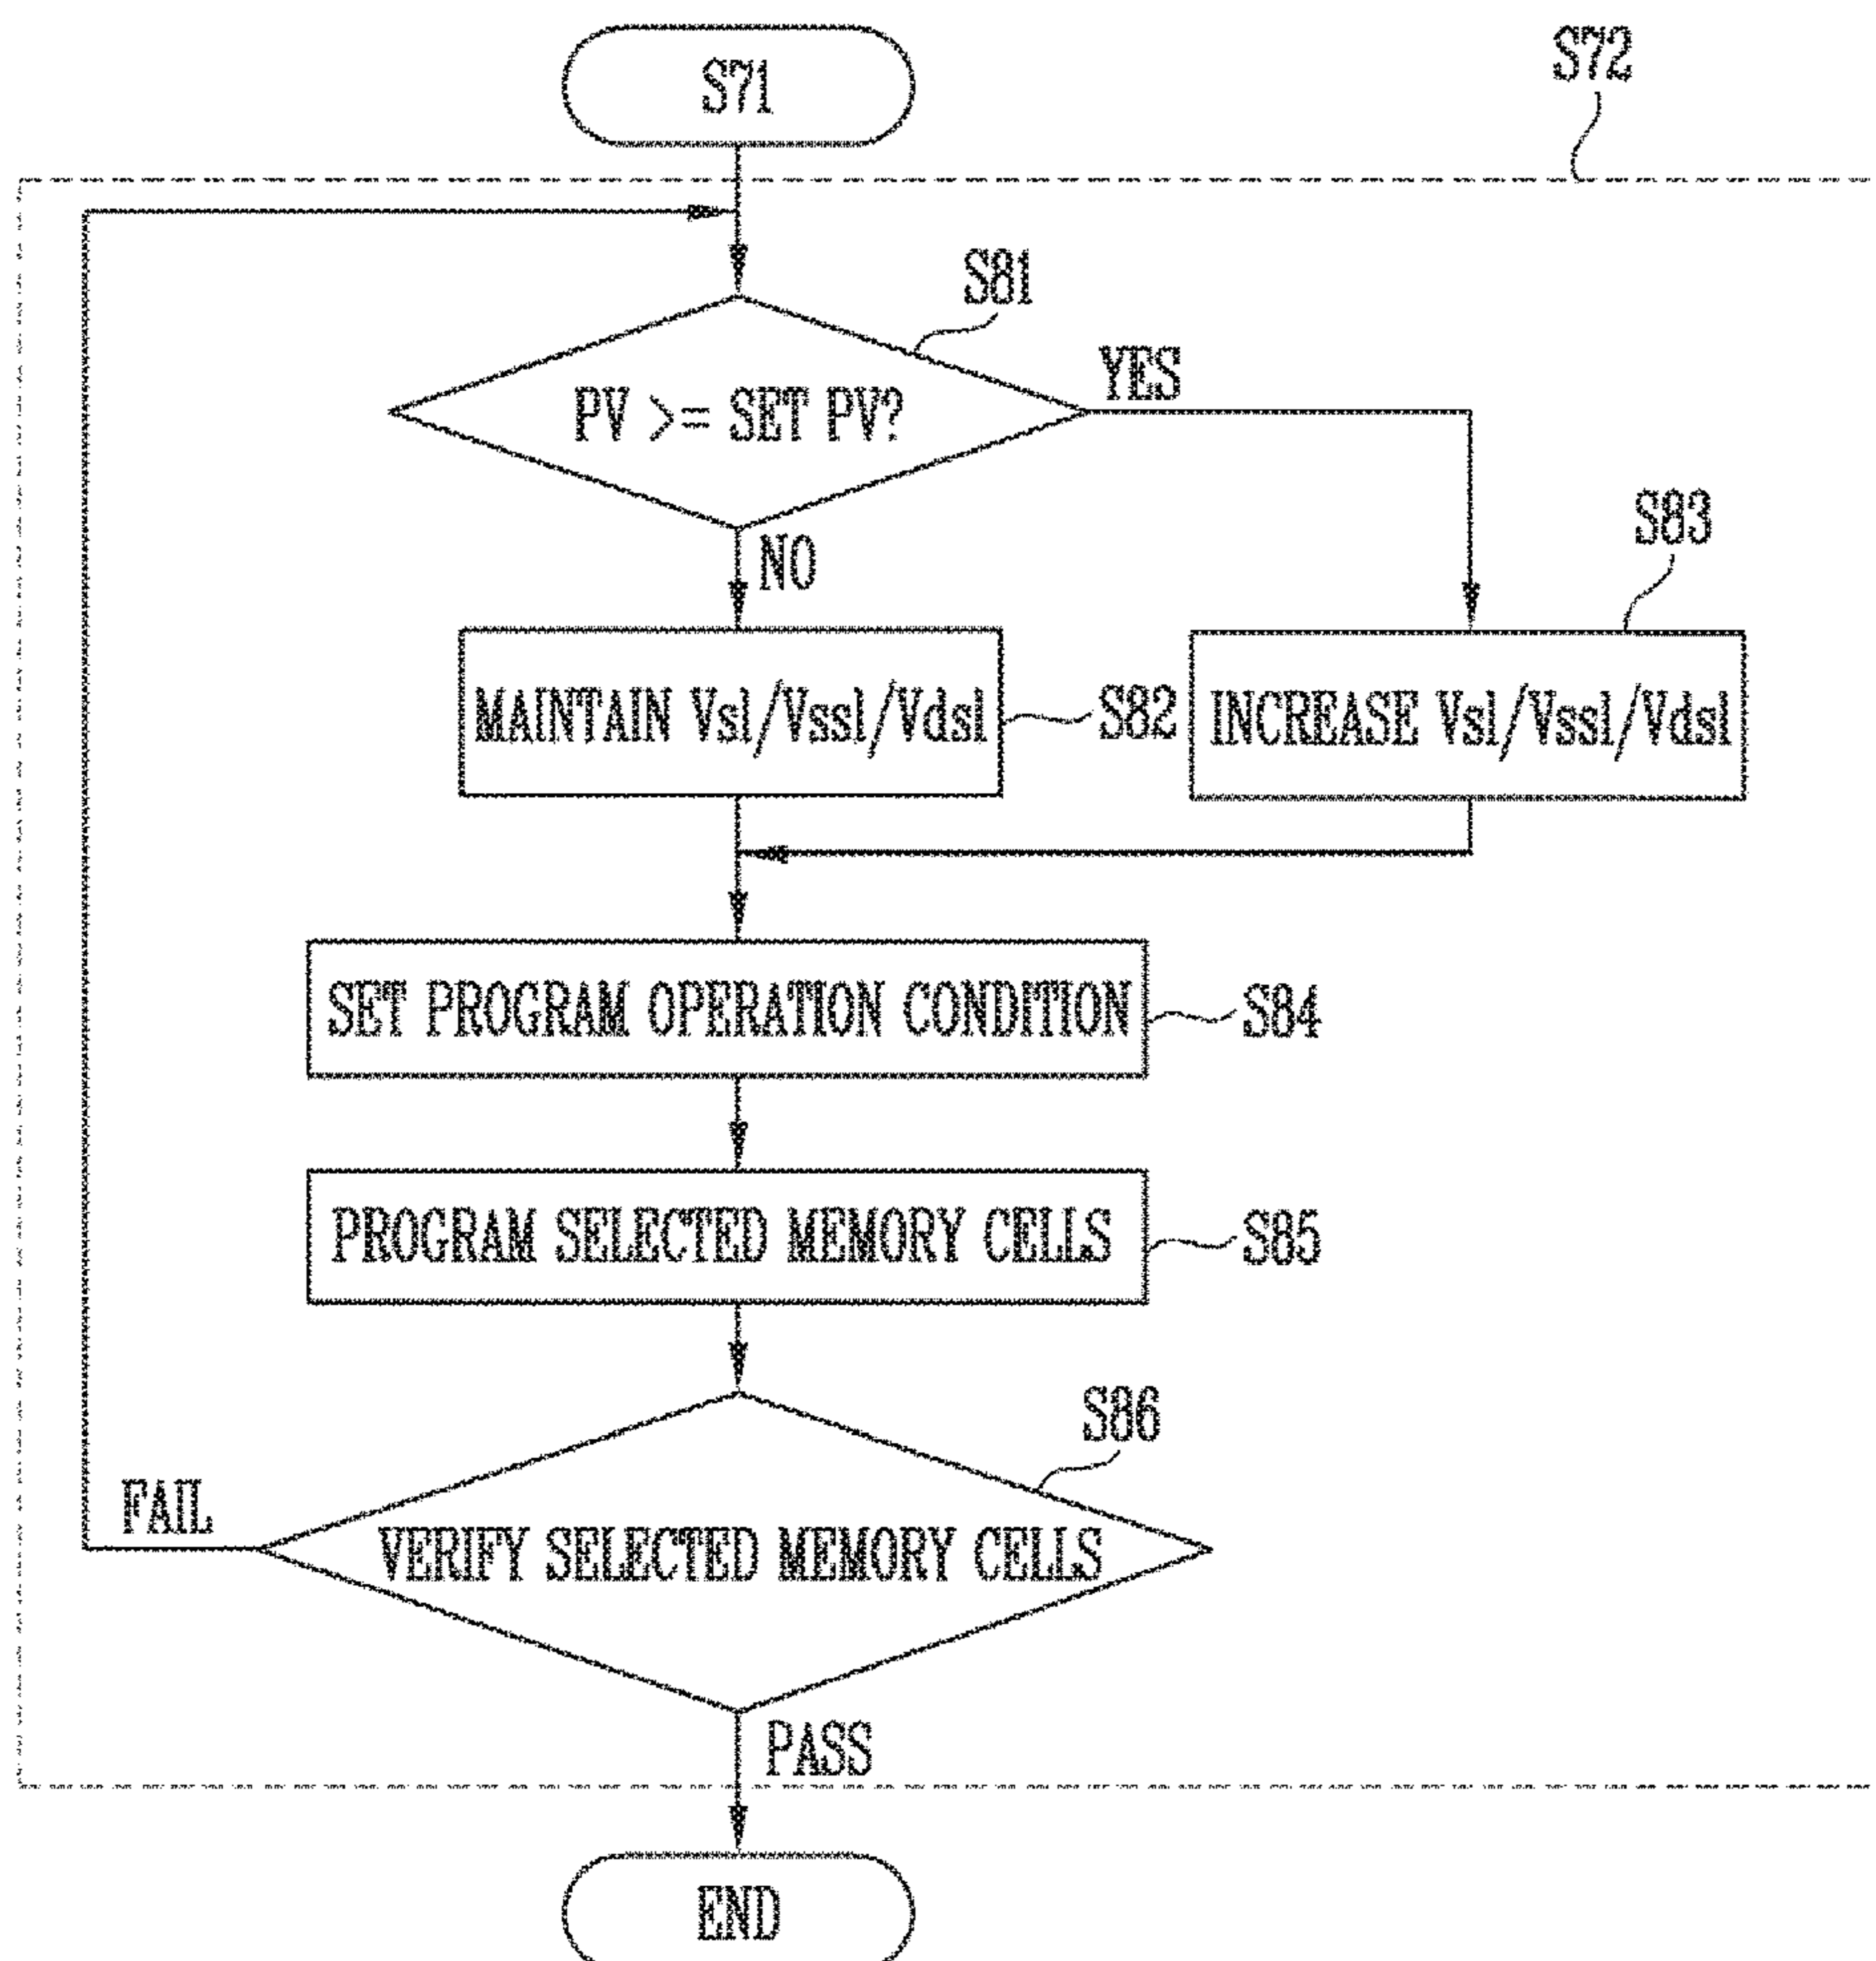 S71
S72
S81
PV >= SET PV?
YES
NO
S83
MAINTAIN Vsl/Vssl/Vdsl
S82
INCREASE Vsl/Vssl/Vdsl
SET PROGRAM OPERATION CONDITION
S84
PROGRAM SELECTED MEMORY CELLS
S85
S86
FAIL
VERIFY SELECTED MEMORY CELLS
PASS
END